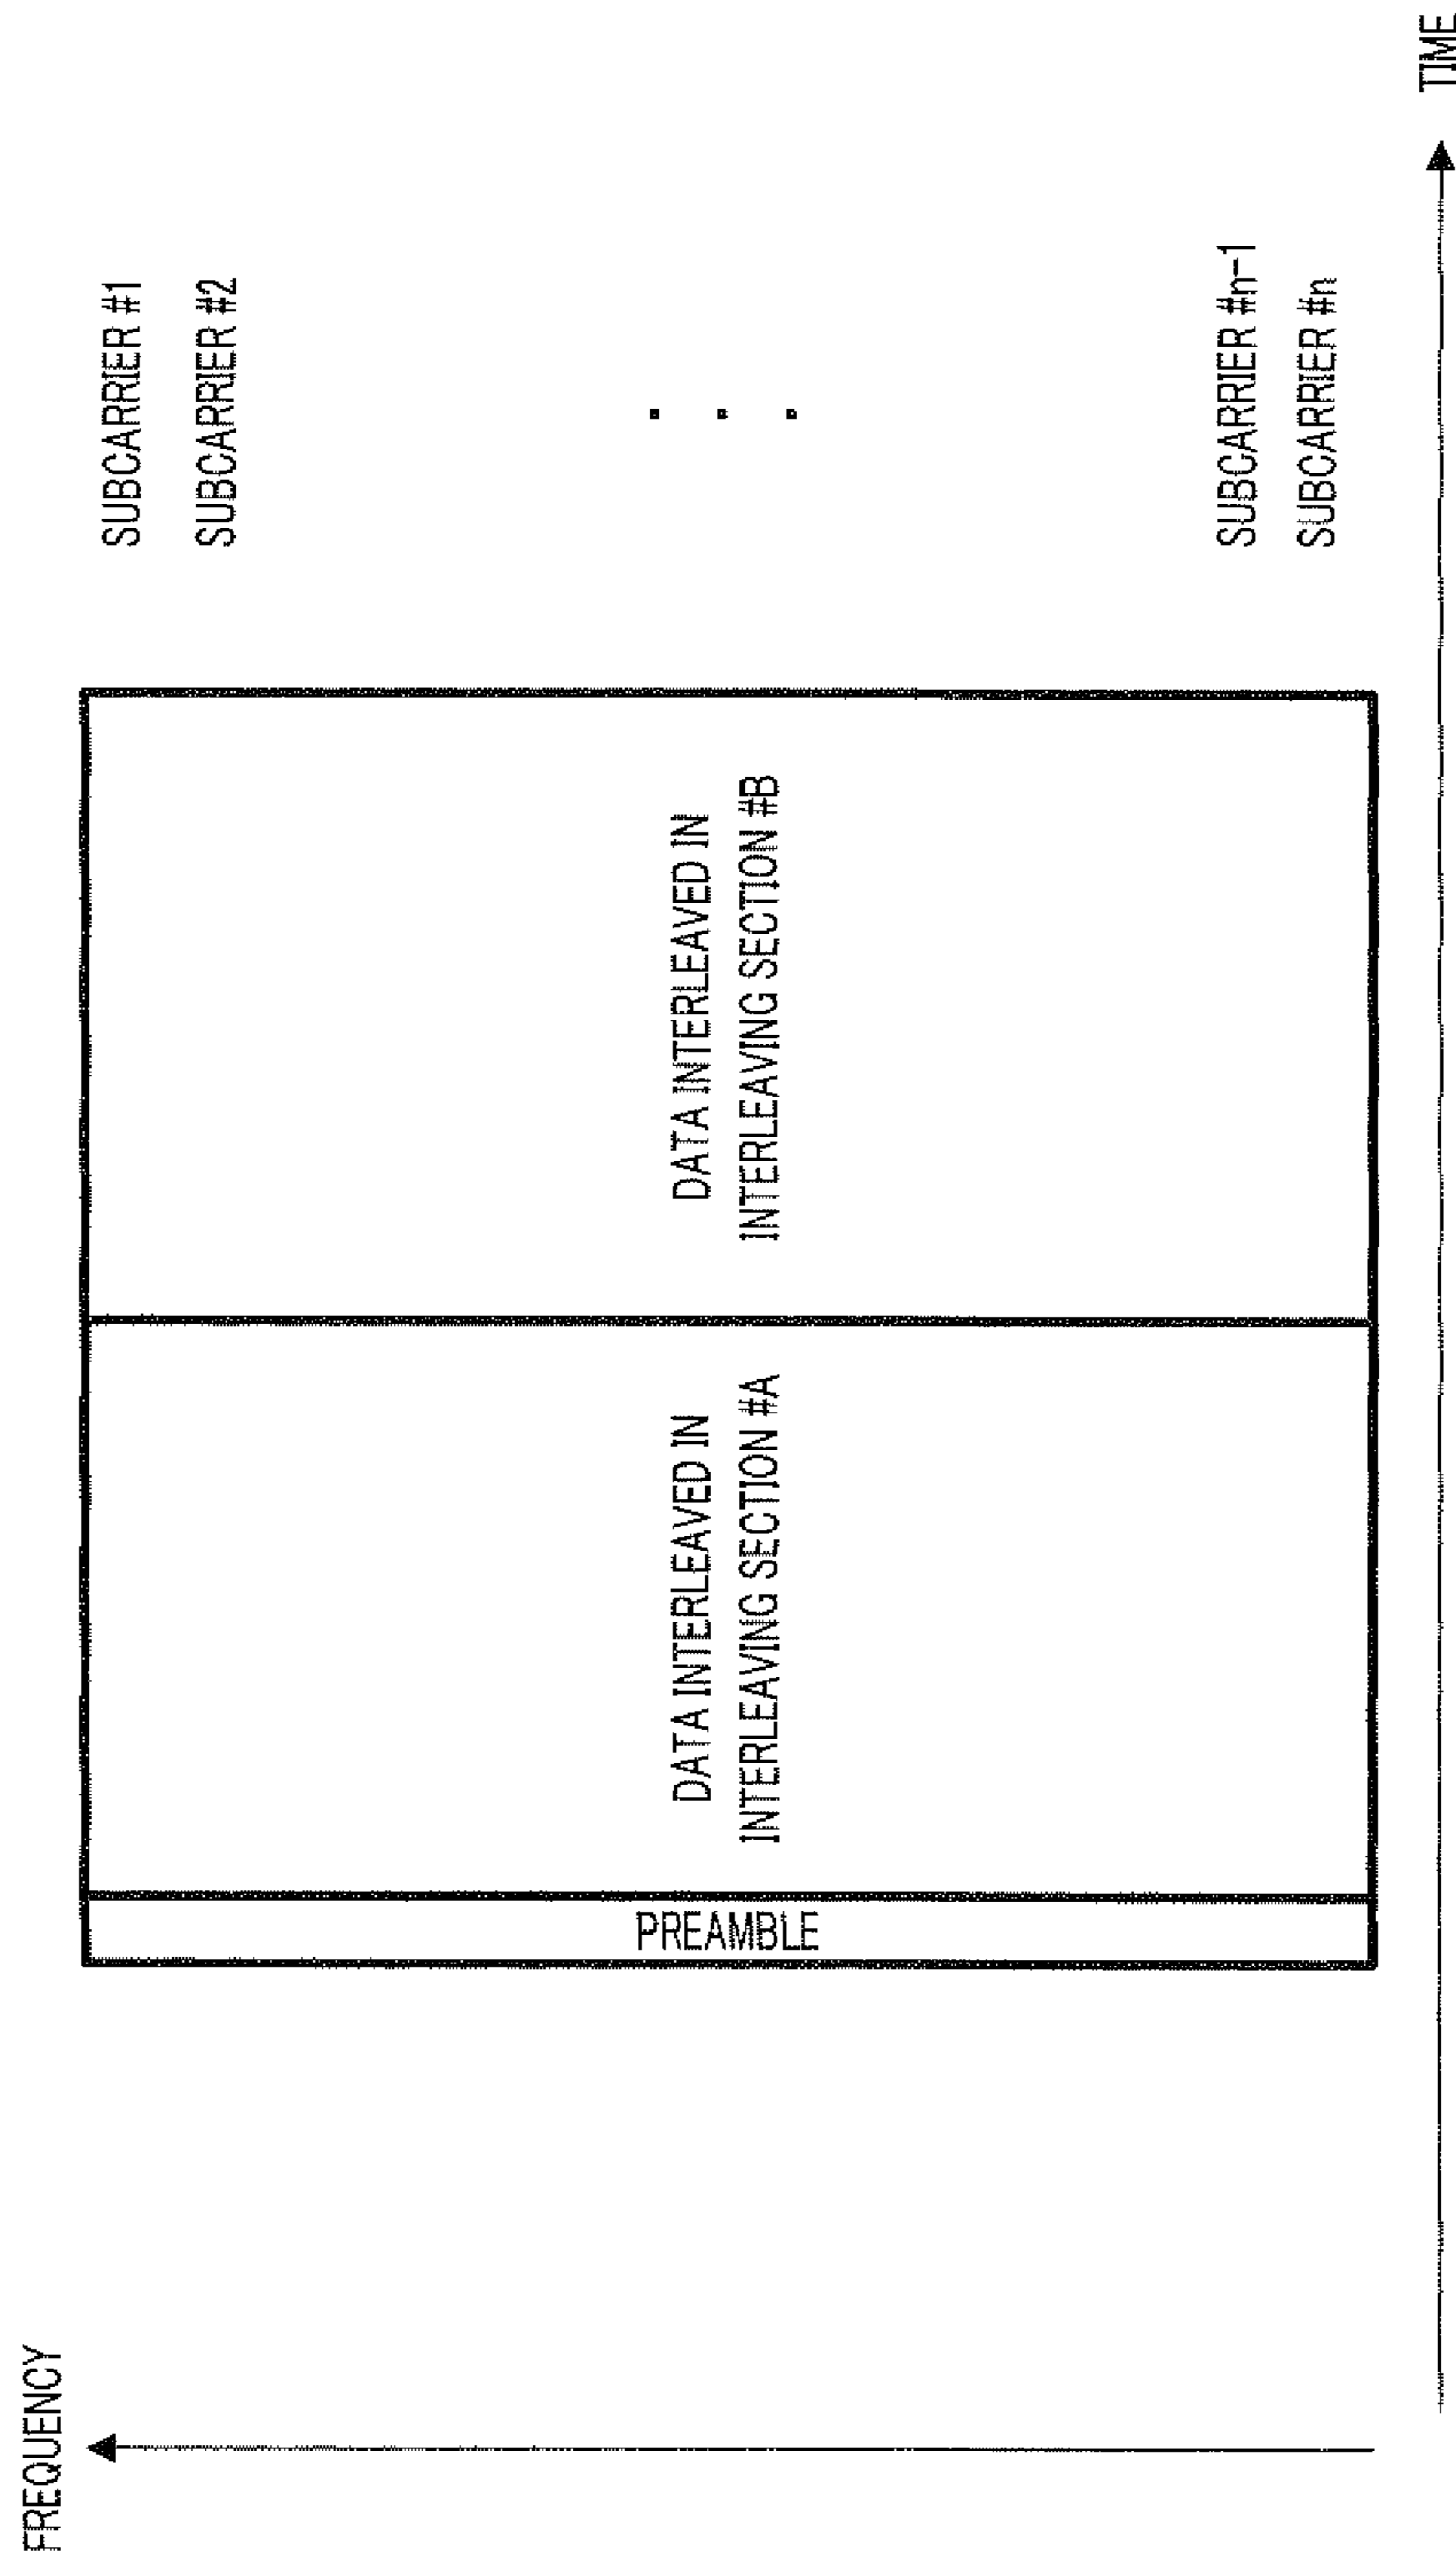 FREQUENCY
PREAMBLE
DATA INTERLEAVED IN
INTERLEAVING SECTION #A
DATA INTERLEAVED IN
INTERLEAVING SECTION #B
SUBCARRIER #1
SUBCARRIER #2
SUBCARRIER #n-1
SUBCARRIER #n
TIME